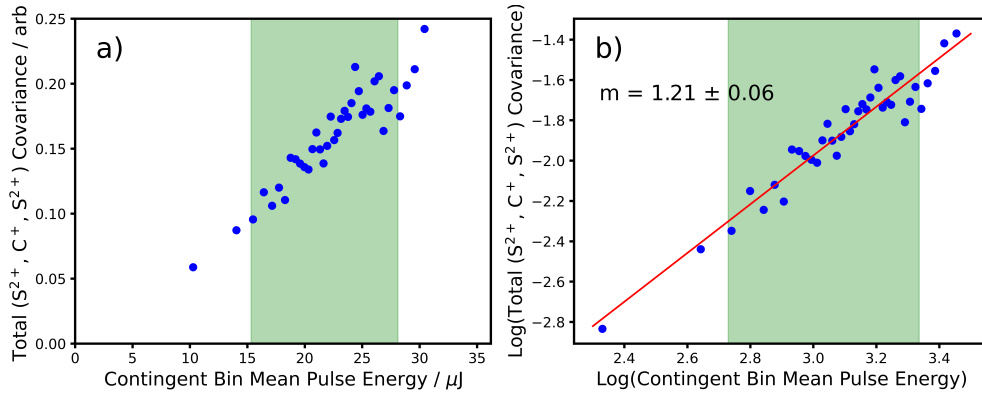 a)
Total (S²⁺, C⁺, S²⁺) Covariance / arb
0.25
0.20
0.15
0.10
0.05
0.00
0 5 10 15 20 25 30 35
Contingent Bin Mean Pulse Energy / μJ
b)
m = 1.21 ± 0.06
Log(Total (S²⁺, C⁺, S²⁺) Covariance)
−1.4
−1.6
−1.8
−2.0
−2.2
−2.4
−2.6
−2.8
2.4 2.6 2.8 3.0 3.2 3.4
Log(Contingent Bin Mean Pulse Energy)